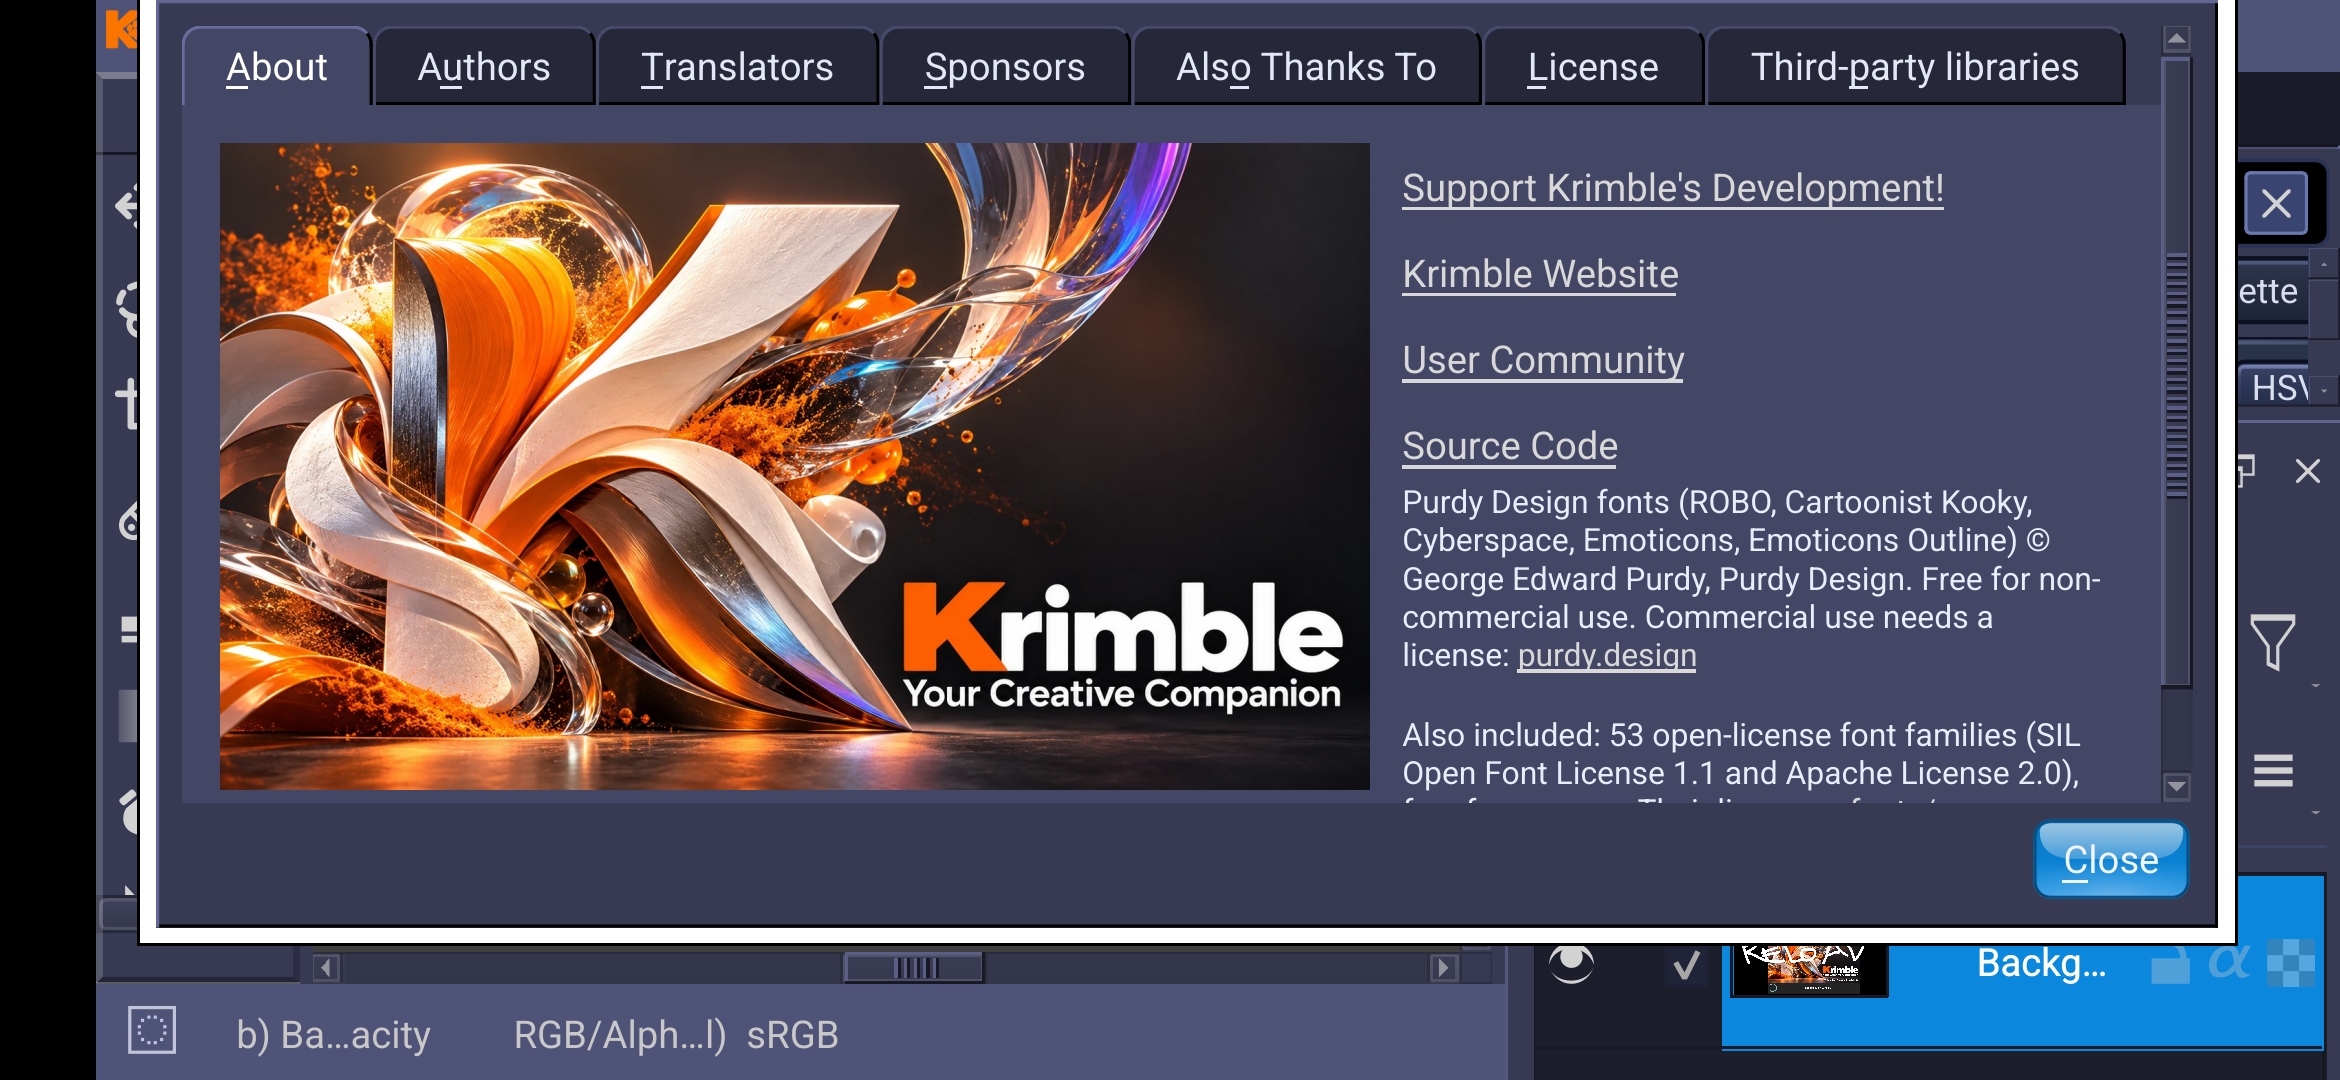 About Authors Translators Sponsors Also Thanks To License Third-party libraries
Support Krimble's Development!
Krimble Website
User Community
Source Code
Purdy Design fonts (ROBO, Cartoonist Kooky,
Cyberspace, Emoticons, Emoticons Outline) ©
George Edward Purdy, Purdy Design. Free for non-
commercial use. Commercial use needs a
license: purdy.design
Also included: 53 open-license font families (SIL
Open Font License 1.1 and Apache License 2.0),
Krimble
Your Creative Companion
Close
ette
HSV
Backg...
α
b) Ba...acity RGB/Alph...l) sRGB